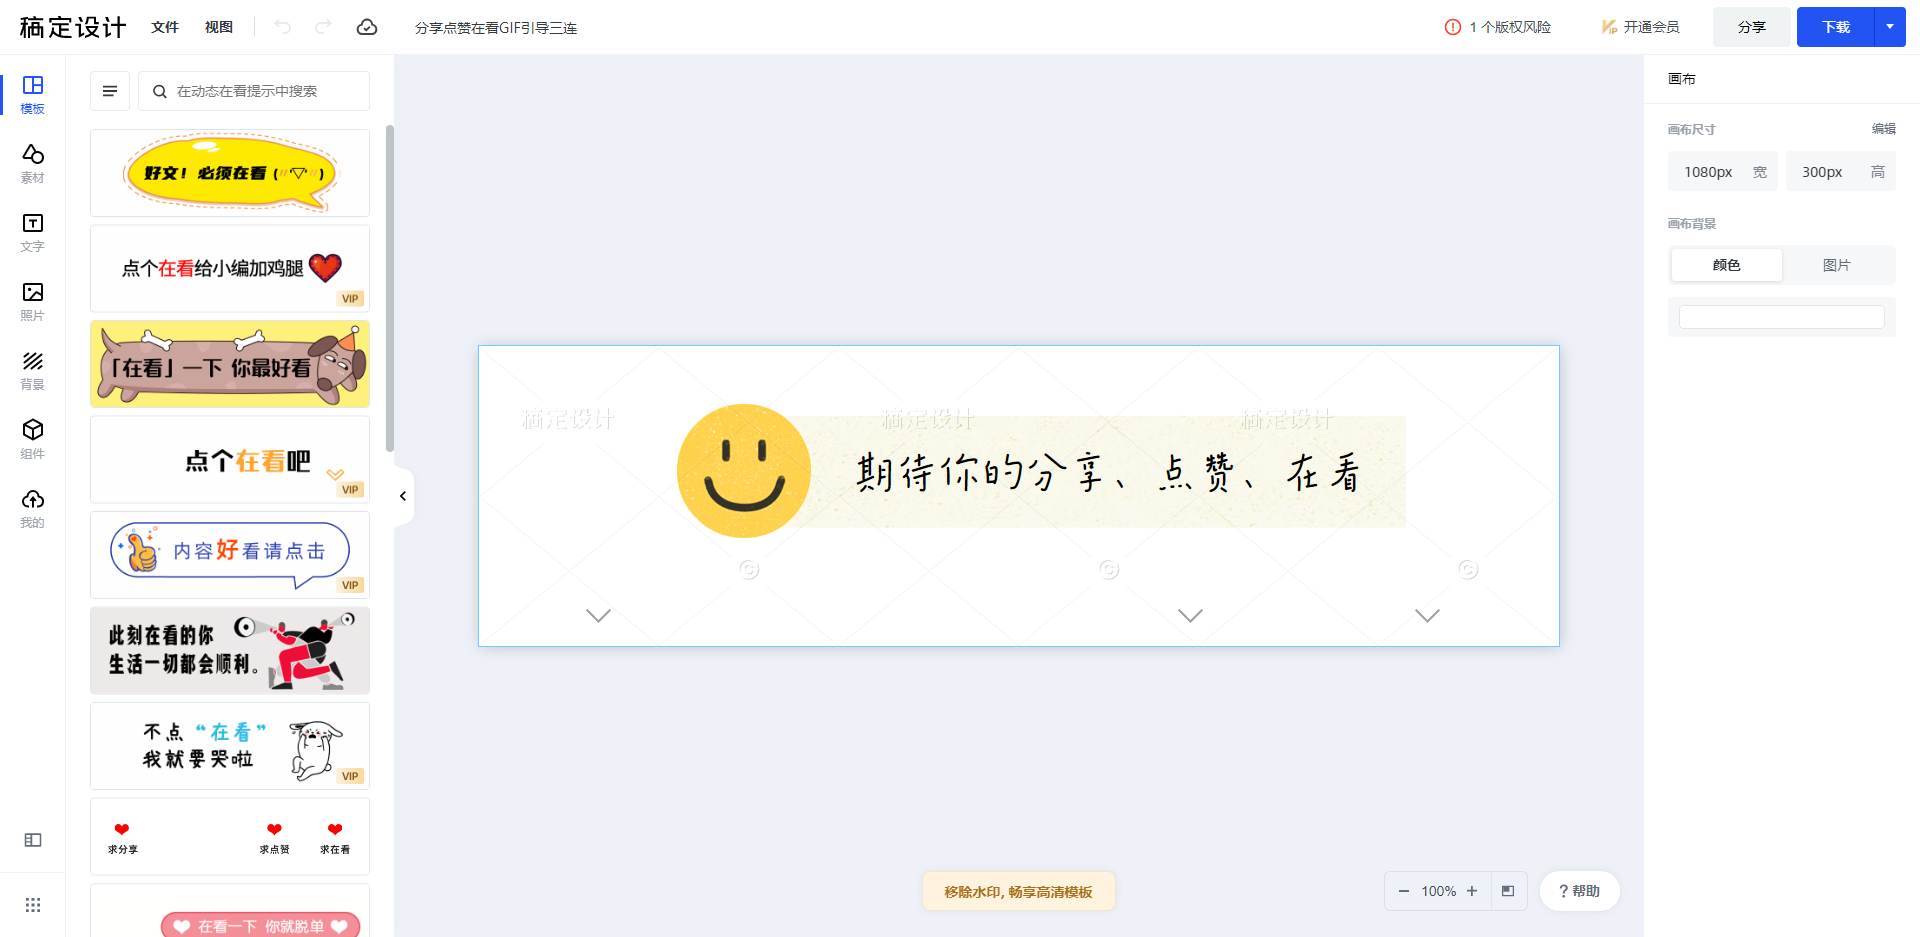 稿定设计
文件
视图
分享点赞在看GIF引导三连
1 个版权风险
开通会员
分享
下载
模板
素材
文字
照片
背景
组件
我的
在动态在看提示中搜索
好文！必须在看 ("▽")
点个在看给小编加鸡腿
VIP
「在看」一下 你最好看
点个在看吧
VIP
内容好看请点击
VIP
此刻在看的你
生活一切都会顺利。
不点“在看”
我就要哭啦
VIP
求分享
求点赞
求在看
在看一下 你就脱单
稿定设计
稿定设计
稿定设计
期待你的分享、点赞、在看
©
©
©
移除水印, 畅享高清模板
100%
? 帮助
画布
画布尺寸
编辑
1080px 宽
300px 高
画布背景
颜色
图片